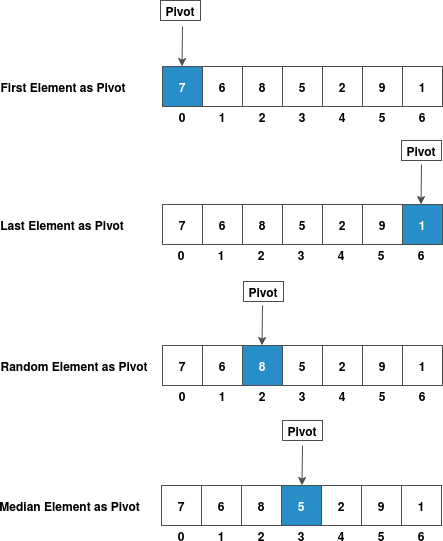 Pivot
First Element as Pivot 7 6 8 5 2 9 1
0 1 2 3 4 5 6
Pivot
Last Element as Pivot 7 6 8 5 2 9 1
0 1 2 3 4 5 6
Pivot
Random Element as Pivot 7 6 8 5 2 9 1
0 1 2 3 4 5 6
Pivot
Median Element as Pivot 7 6 8 5 2 9 1
0 1 2 3 4 5 6